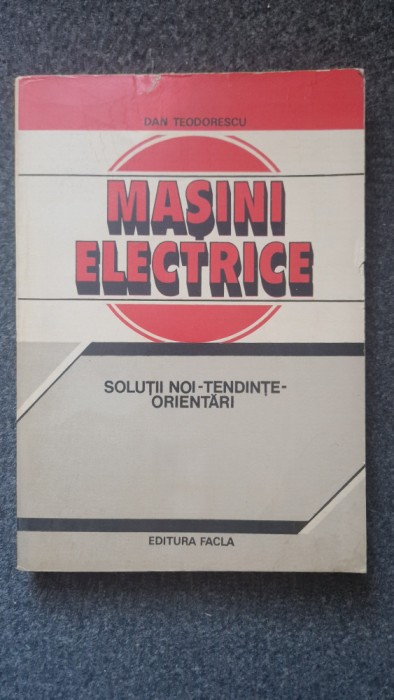 DAN TEODORESCU
MAȘINI
ELECTRICE
SOLUȚII NOI-TENDINȚE-
ORIENTĂRI
EDITURA FACLA